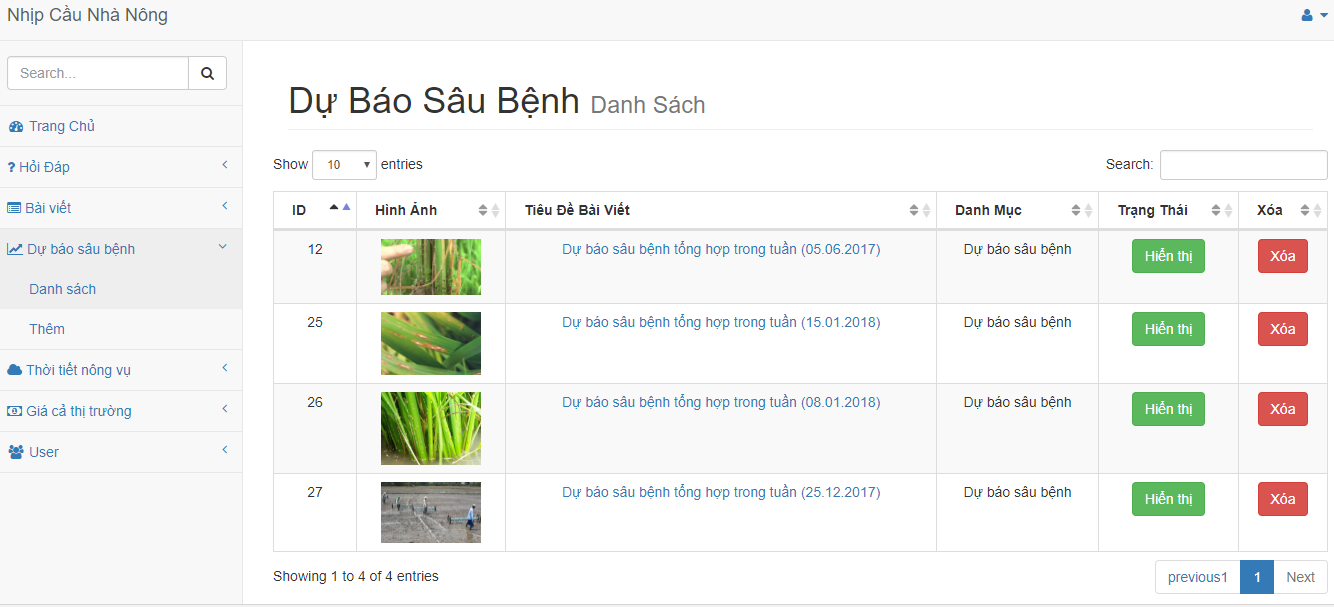 Nhịp Cầu Nhà Nông
Search...
Trang Chủ
Hỏi Đáp
Bài viết
Dự báo sâu bệnh
Danh sách
Thêm
Thời tiết nông vụ
Giá cả thị trường
User
Dự Báo Sâu Bệnh Danh Sách
Show 10 entries Search:
ID Hình Ảnh Tiêu Đề Bài Viết Danh Mục Trạng Thái Xóa
12 Dự báo sâu bệnh tổng hợp trong tuần (05.06.2017) Dự báo sâu bệnh Hiển thị Xóa
25 Dự báo sâu bệnh tổng hợp trong tuần (15.01.2018) Dự báo sâu bệnh Hiển thị Xóa
26 Dự báo sâu bệnh tổng hợp trong tuần (08.01.2018) Dự báo sâu bệnh Hiển thị Xóa
27 Dự báo sâu bệnh tổng hợp trong tuần (25.12.2017) Dự báo sâu bệnh Hiển thị Xóa
Showing 1 to 4 of 4 entries previous1 1 Next